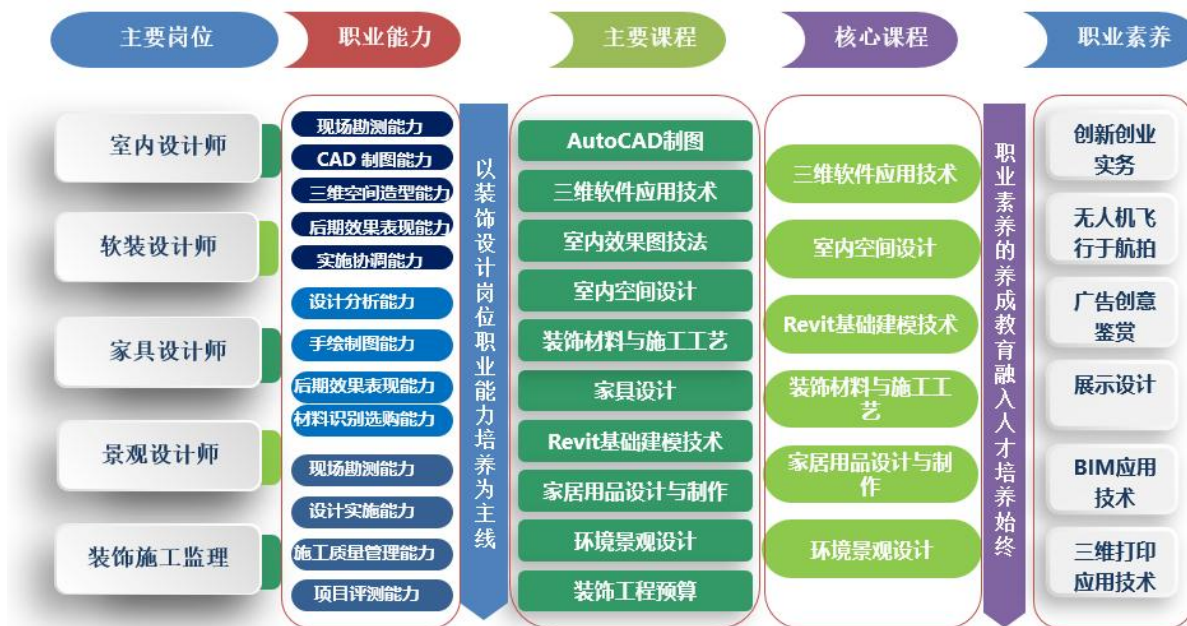 主要岗位
职业能力
主要课程
核心课程
职业素养
室内设计师
软装设计师
家具设计师
景观设计师
装饰施工监理
现场勘测能力
CAD 制图能力
三维空间造型能力
后期效果表现能力
实施协调能力
设计分析能力
手绘制图能力
后期效果表现能力
材料识别选购能力
现场勘测能力
设计实施能力
施工质量管理能力
项目评测能力
以装饰设计岗位职业能力培养为主线
AutoCAD制图
三维软件应用技术
室内效果图技法
室内空间设计
装饰材料与施工工艺
家具设计
Revit基础建模技术
家居用品设计与制作
环境景观设计
装饰工程预算
三维软件应用技术
室内空间设计
Revit基础建模技术
装饰材料与施工工
艺
家居用品设计与制
作
环境景观设计
职业素养的养成教育融入人才培养始终
创新创业
实务
无人机飞
行于航拍
广告创意
鉴赏
展示设计
BIM应用
技术
三维打印
应用技术